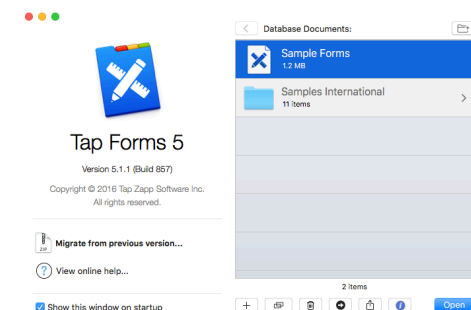 Tap Forms 5
Version 5.1.1 (Build 857)
Copyright © 2016 Tap Zapp Software Inc.
All rights reserved.
ZIP
Migrate from previous version...
? View online help...
Show this window on startup
Database Documents:
Sample Forms
1.2 MB
Samples International
11 items
2 items
Open